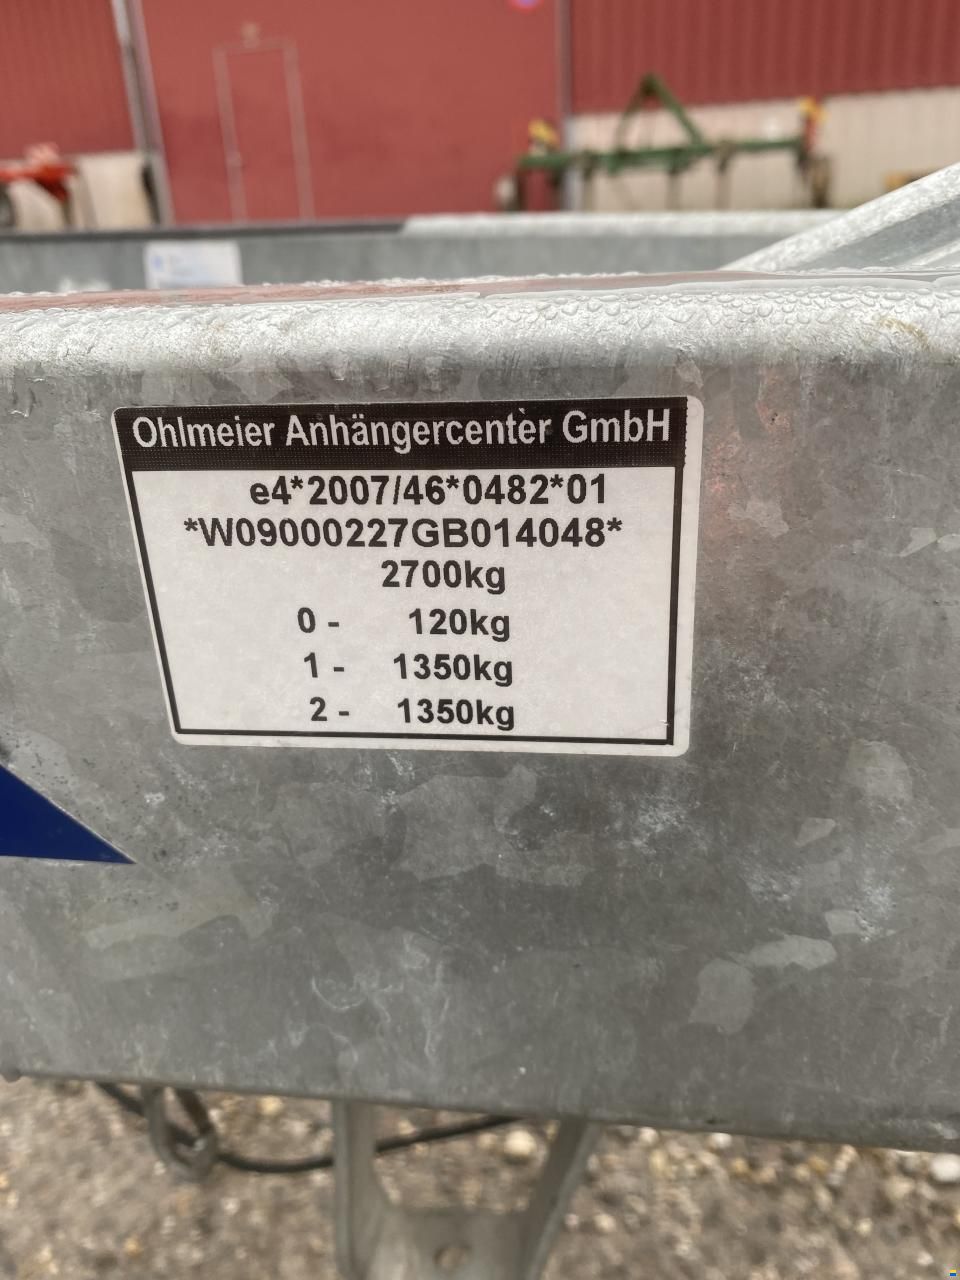 Ohlmeier Anhängercenter GmbH
e4*2007/46*0482*01
*W09000227GB014048*
2700kg
0 - 120kg
1 - 1350kg
2 - 1350kg